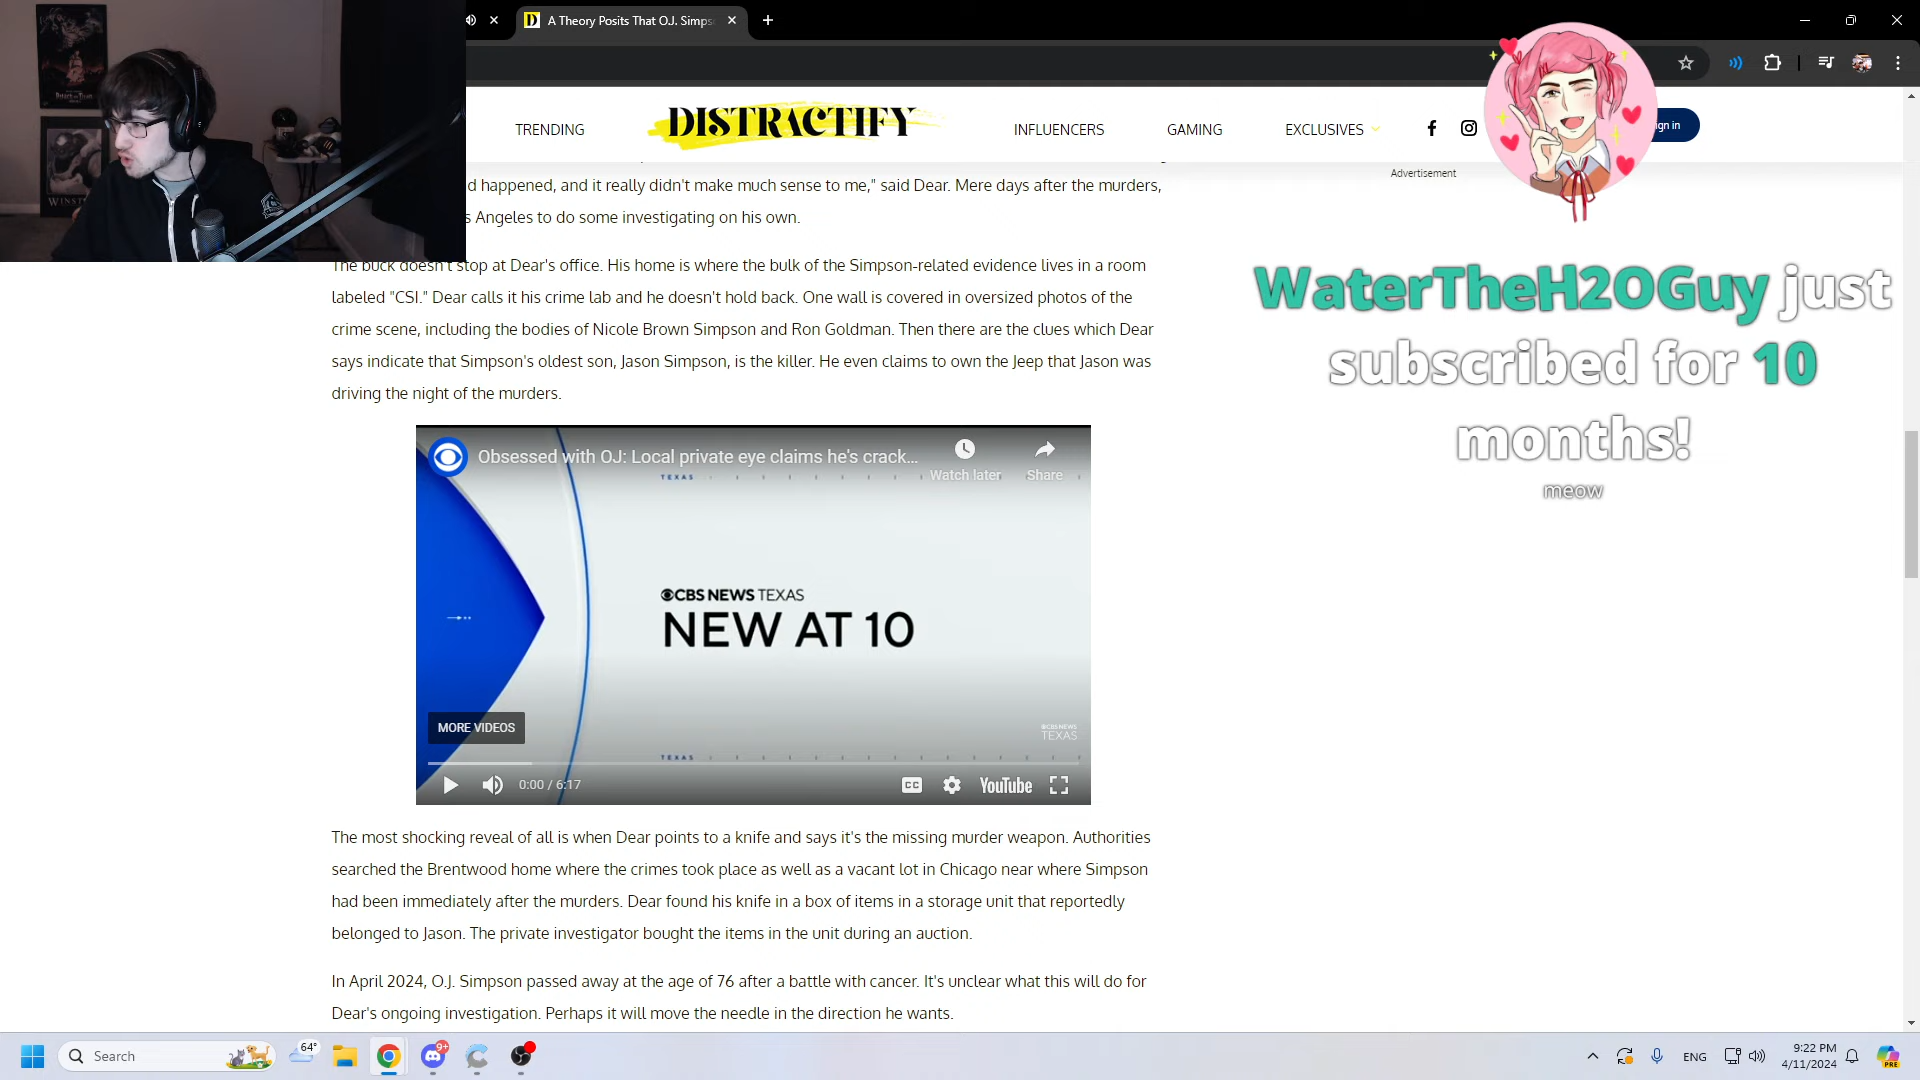 A Theory Posits That O.J. Simps
TRENDING
DISTRACTIFY
INFLUENCERS
GAMING
EXCLUSIVES
gn in
Advertisement
d happened, and it really didn't make much sense to me," said Dear. Mere days after the murders,
s Angeles to do some investigating on his own.
The buck doesn't stop at Dear's office. His home is where the bulk of the Simpson-related evidence lives in a room
labeled "CSI." Dear calls it his crime lab and he doesn't hold back. One wall is covered in oversized photos of the
crime scene, including the bodies of Nicole Brown Simpson and Ron Goldman. Then there are the clues which Dear
says indicate that Simpson's oldest son, Jason Simpson, is the killer. He even claims to own the Jeep that Jason was
driving the night of the murders.
WaterTheH2OGuy just
subscribed for 10
months!
meow
Obsessed with OJ: Local private eye claims he's crack...
Watch later
Share
TEXAS
CBS NEWS TEXAS
NEW AT 10
MORE VIDEOS
CBS NEWS
TEXAS
TEXAS
0:00 / 6:17
CC
YouTube
The most shocking reveal of all is when Dear points to a knife and says it's the missing murder weapon. Authorities
searched the Brentwood home where the crimes took place as well as a vacant lot in Chicago near where Simpson
had been immediately after the murders. Dear found his knife in a box of items in a storage unit that reportedly
belonged to Jason. The private investigator bought the items in the unit during an auction.
In April 2024, O.J. Simpson passed away at the age of 76 after a battle with cancer. It's unclear what this will do for
Dear's ongoing investigation. Perhaps it will move the needle in the direction he wants.
Search
64°
9+
ENG
9:22 PM
4/11/2024
PRE